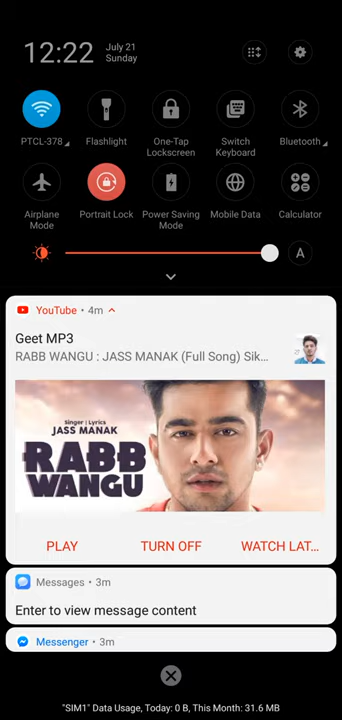 12:22
July 21
Sunday
PTCL-378
Flashlight
One-Tap
Lockscreen
Switch
Keyboard
Bluetooth
Airplane
Mode
Portrait Lock
Power Saving
Mode
Mobile Data
Calculator
A
YouTube • 4m
Geet MP3
RABB WANGU : JASS MANAK (Full Song) Sik...
Singer | Lyrics
JASS MANAK
RABB
WANGU
PLAY
TURN OFF
WATCH LAT...
Messages • 3m
Enter to view message content
Messenger • 3m
"SIM1" Data Usage, Today: 0 B, This Month: 31.6 MB